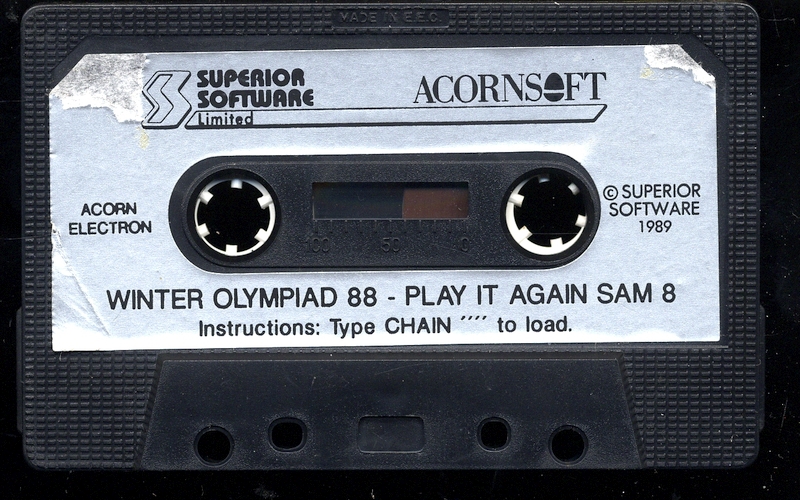 MADE IN E.E.C.
SUPERIOR SOFTWARE Limited
ACORNSOFT
ACORN ELECTRON
© SUPERIOR SOFTWARE 1989
100 50 0
WINTER OLYMPIAD 88 - PLAY IT AGAIN SAM 8
Instructions: Type CHAIN '''' to load.